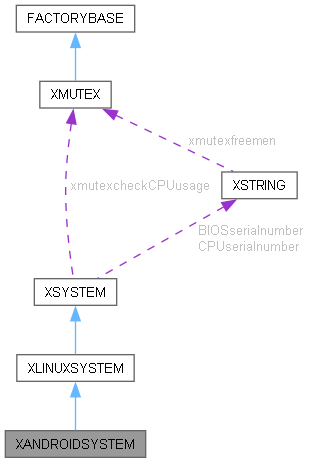 FACTORYBASE
XMUTEX
xmutexfreemen
xmutexcheckCPUusage
XSTRING
BIOSserialnumber
CPUserialnumber
XSYSTEM
XLINUXSYSTEM
XANDROIDSYSTEM